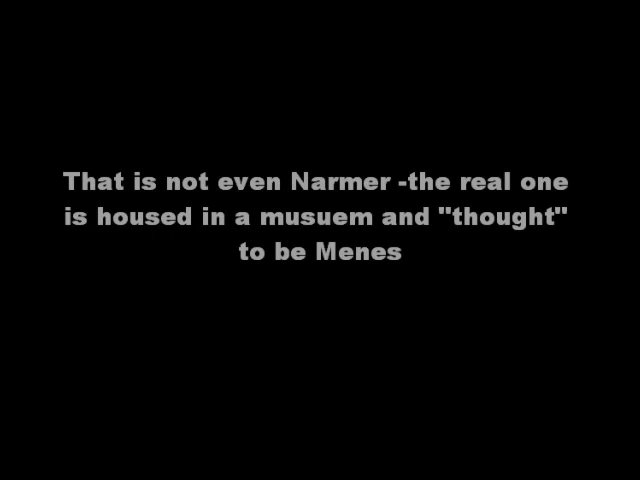 That is not even Narmer -the real one
is housed in a musuem and "thought"
to be Menes